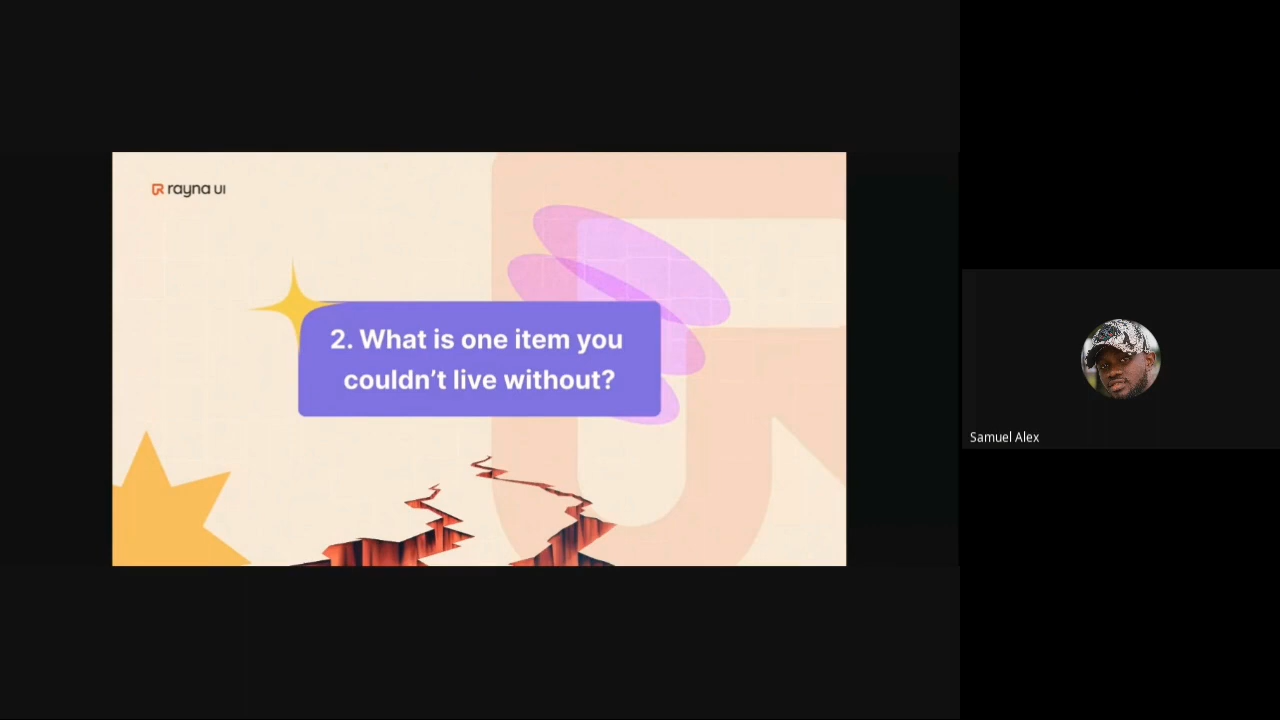 rayna UI
2. What is one item you
couldn’t live without?
Samuel Alex